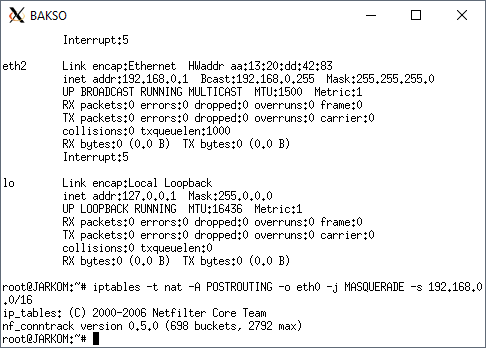 BAKSO
Interrupt:5
eth2 Link encap:Ethernet HWaddr aa:13:20:dd:42:83
inet addr:192.168.0.1 Bcast:192.168.0.255 Mask:255.255.255.0
UP BROADCAST RUNNING MULTICAST MTU:1500 Metric:1
RX packets:0 errors:0 dropped:0 overruns:0 frame:0
TX packets:0 errors:0 dropped:0 overruns:0 carrier:0
collisions:0 txqueuelen:1000
RX bytes:0 (0.0 B) TX bytes:0 (0.0 B)
Interrupt:5
lo Link encap:Local Loopback
inet addr:127.0.0.1 Mask:255.0.0.0
UP LOOPBACK RUNNING MTU:16436 Metric:1
RX packets:0 errors:0 dropped:0 overruns:0 frame:0
TX packets:0 errors:0 dropped:0 overruns:0 carrier:0
collisions:0 txqueuelen:0
RX bytes:0 (0.0 B) TX bytes:0 (0.0 B)
root@JARKOM:~# iptables -t nat -A POSTROUTING -o eth0 -j MASQUERADE -s 192.168.0
.0/16
ip_tables: (C) 2000-2006 Netfilter Core Team
nf_conntrack version 0.5.0 (698 buckets, 2792 max)
root@JARKOM:~#